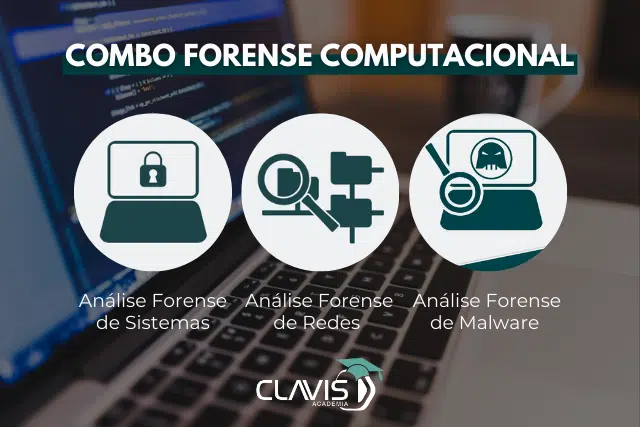 COMBO FORENSE COMPUTACIONAL
Análise Forense
de Sistemas
Análise Forense
de Redes
Análise Forense
de Malware
CLAVIS
ACADEMIA